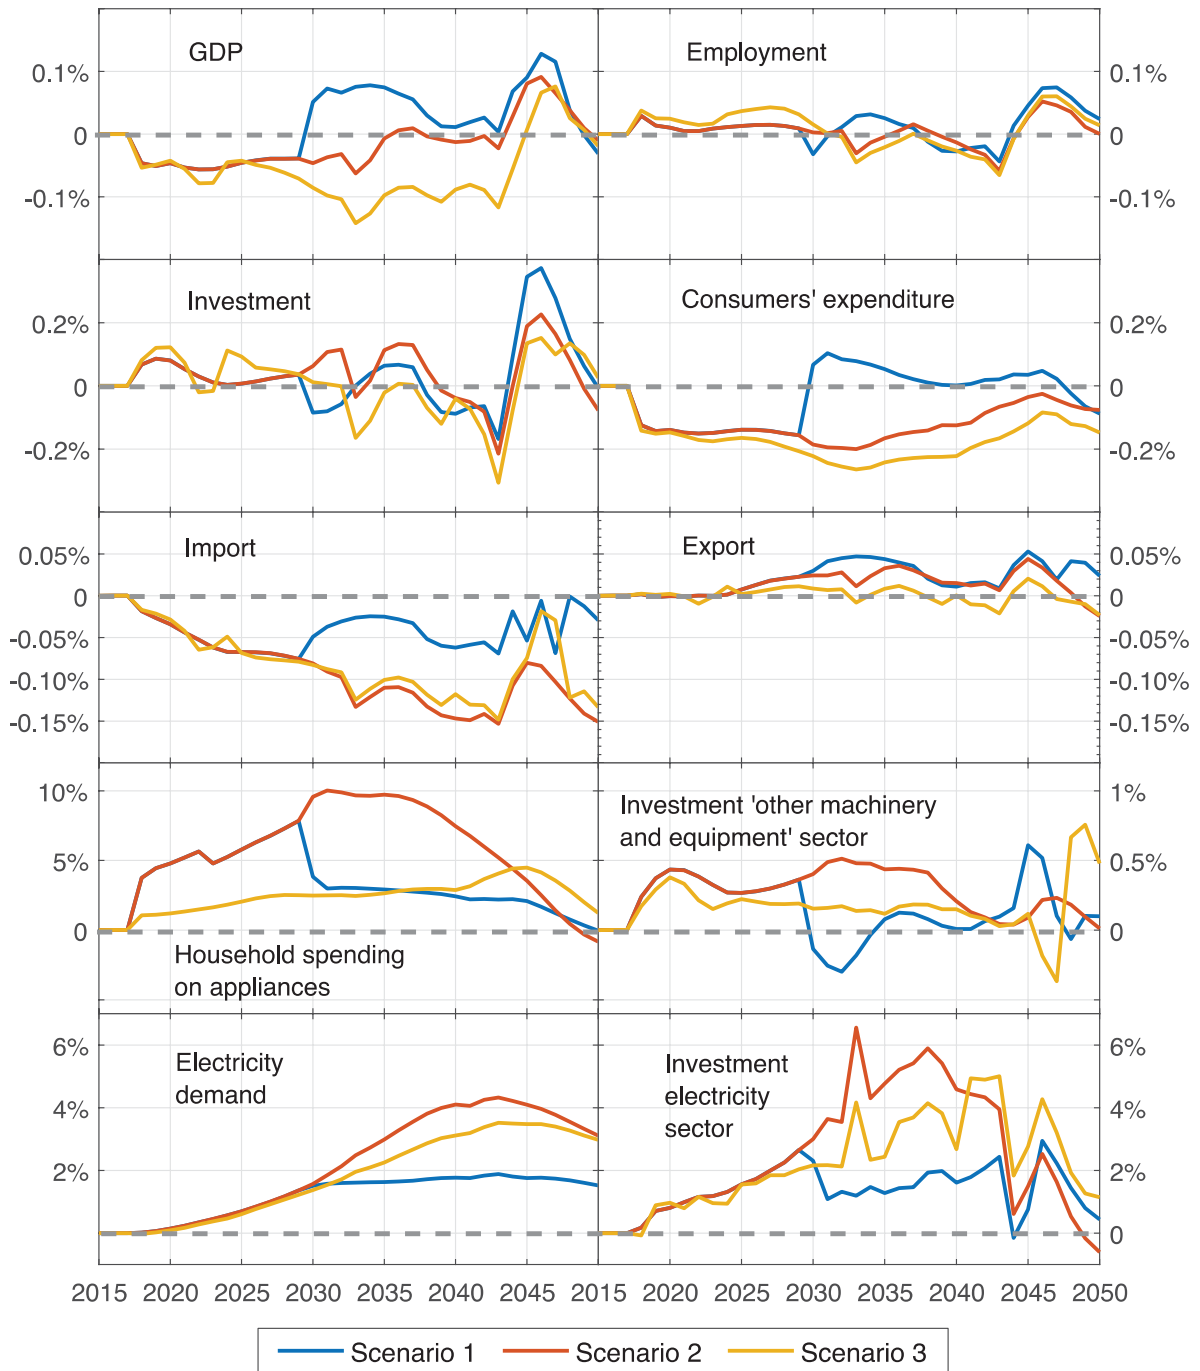 GDP
Employment
0.1%
0
-0.1%
0.1%
0
-0.1%
Investment
Consumers' expenditure
0.2%
0
-0.2%
0.2%
0
-0.2%
Import
Export
0.05%
0
-0.05%
-0.10%
-0.15%
0.05%
0
-0.05%
-0.10%
-0.15%
10%
5%
0
Household spending
on appliances
Investment 'other machinery
and equipment' sector
1%
0.5%
0
6%
4%
2%
0
Electricity
demand
Investment
electricity
sector
6%
4%
2%
0
2015 2020 2025 2030 2035 2040 2045 2015 2020 2025 2030 2035 2040 2045 2050
Scenario 1 Scenario 2 Scenario 3